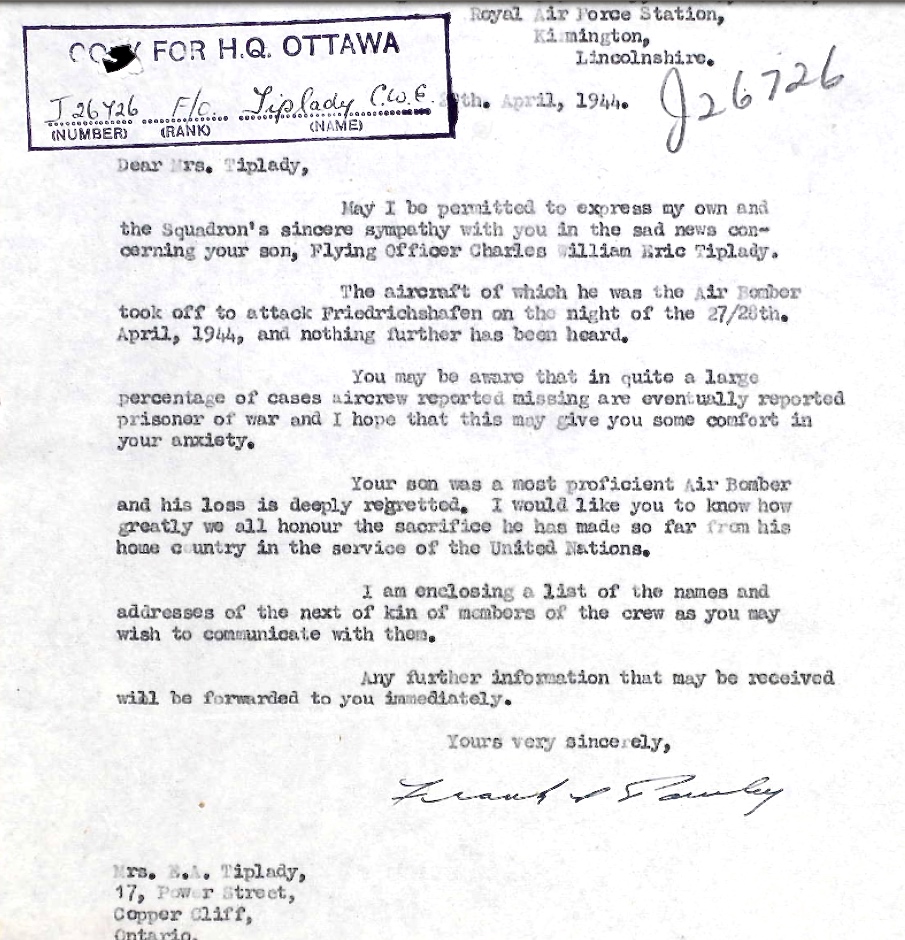 Royal Air Force Station,
Kirmington,
Lincolnshire.
COPY FOR H.Q. OTTAWA
J26726 F/O. Tiplady C.W.E.
(NUMBER) (RANK) (NAME)
th. April, 1944.
J26726
Dear Mrs. Tiplady,
May I be permitted to express my own and
the Squadron's sincere sympathy with you in the sad news con-
cerning your son, Flying Officer Charles William Eric Tiplady.
The aircraft of which he was the Air Bomber
took off to attack Friedrichshafen on the night of the 27/28th.
April, 1944, and nothing further has been heard.
You may be aware that in quite a large
percentage of cases aircrew reported missing are eventually reported
prisoner of war and I hope that this may give you some comfort in
your anxiety.
Your son was a most proficient Air Bomber
and his loss is deeply regretted. I would like you to know how
greatly we all honour the sacrifice he has made so far from his
home country in the service of the United Nations.
I am enclosing a list of the names and
addresses of the next of kin of members of the crew as you may
wish to communicate with them.
Any further information that may be received
will be forwarded to you immediately.
Yours very sincerely,
Frank
Mrs. E.A. Tiplady,
17, Power Street,
Copper Cliff,
Ontario.